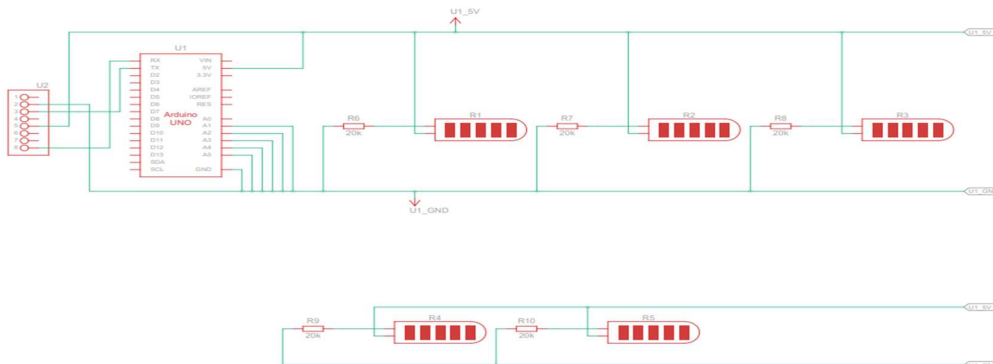 U1_5V
U1_5V
U1
RX VIN
TX 5V
D2 3.3V
D3
D4 AREF
D5 IOREF
D6 RES
D7
D8 A0
D9 A1
D10 A2
D11 A3
D12 A4
D13 A5
SDA
SCL GND
Arduino
UNO
U2
1
2
3
4
5
6
7
8
R6
20k
R1
R7
20k
R2
R8
20k
R3
U1_GND
R9
20k
R4
R10
20k
R5
U1_5V